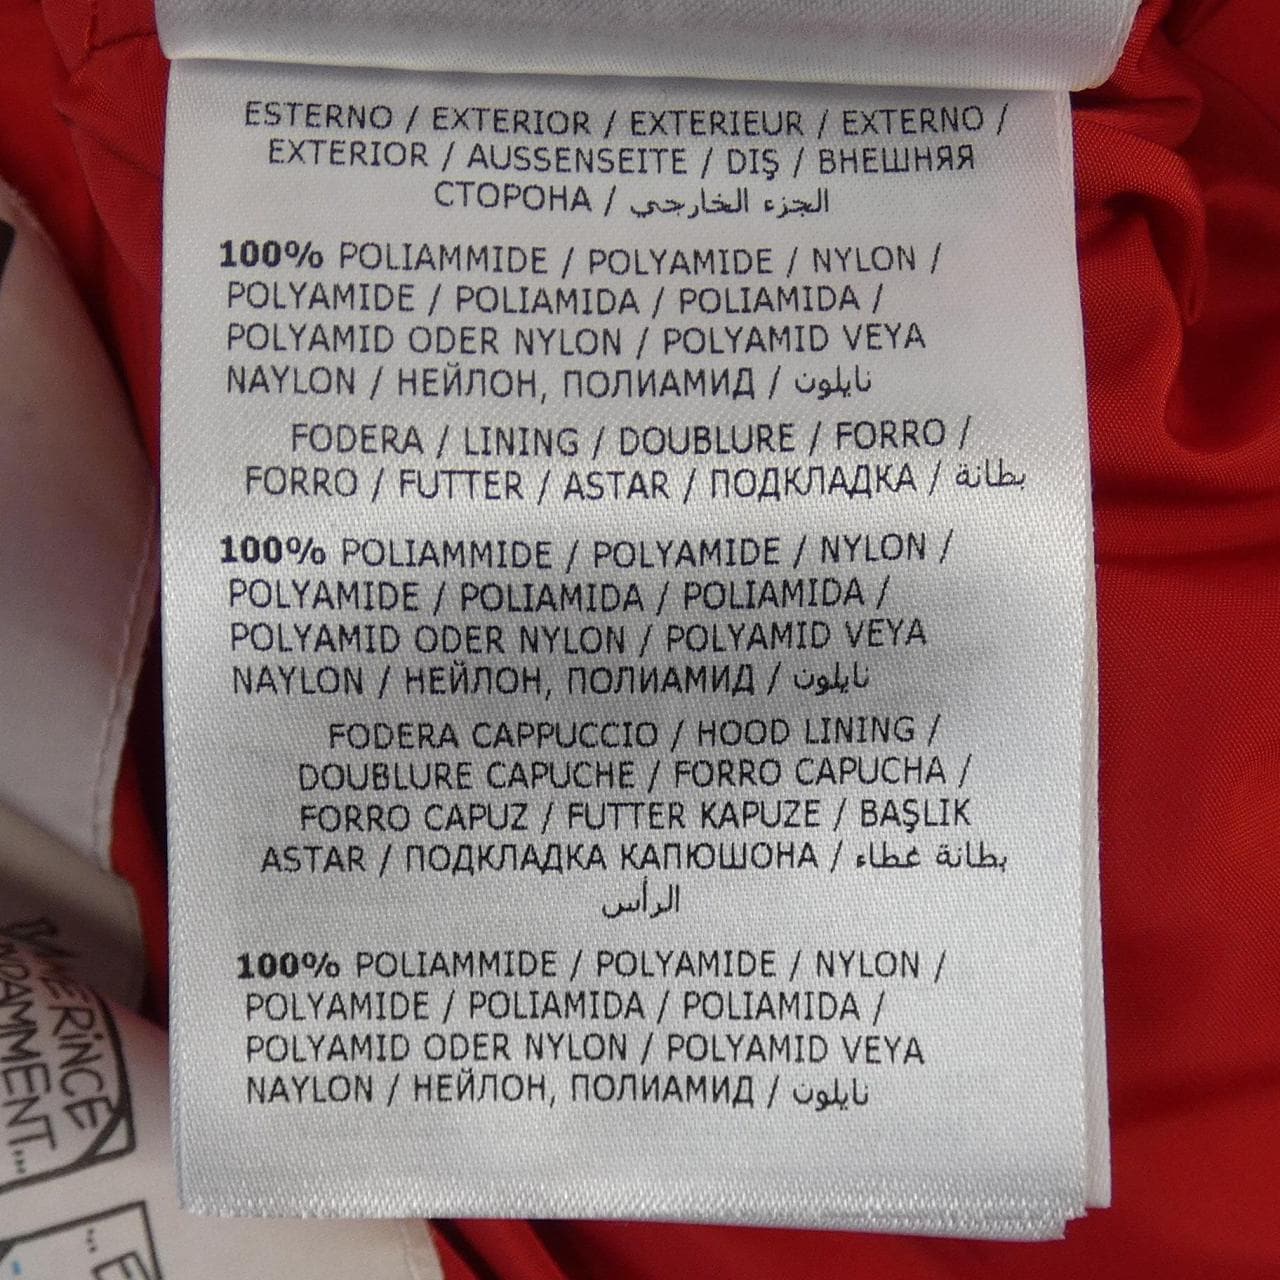 ESTERNO / EXTERIOR / EXTERIEUR / EXTERNO /
EXTERIOR / AUSSENSEITE / DIŞ / ВНЕШНЯЯ
СТОРОНА / الجزء الخارجي
100% POLIAMMIDE / POLYAMIDE / NYLON /
POLYAMIDE / POLIAMIDA / POLIAMIDA /
POLYAMID ODER NYLON / POLYAMID VEYA
NAYLON / НЕЙЛОН, ПОЛИАМИД / نايلون
FODERA / LINING / DOUBLURE / FORRO /
FORRO / FUTTER / ASTAR / ПОДКЛАДКА / بطانة
100% POLIAMMIDE / POLYAMIDE / NYLON /
POLYAMIDE / POLIAMIDA / POLIAMIDA /
POLYAMID ODER NYLON / POLYAMID VEYA
NAYLON / НЕЙЛОН, ПОЛИАМИД / نايلون
FODERA CAPPUCCIO / HOOD LINING /
DOUBLURE CAPUCHE / FORRO CAPUCHA /
FORRO CAPUZ / FUTTER KAPUZE / BAŞLIK
ASTAR / ПОДКЛАДКА КАПЮШОНА / بطانة غطاء
الرأس
100% POLIAMMIDE / POLYAMIDE / NYLON /
POLYAMIDE / POLIAMIDA / POLIAMIDA /
POLYAMID ODER NYLON / POLYAMID VEYA
NAYLON / НЕЙЛОН, ПОЛИАМИД / نايلون